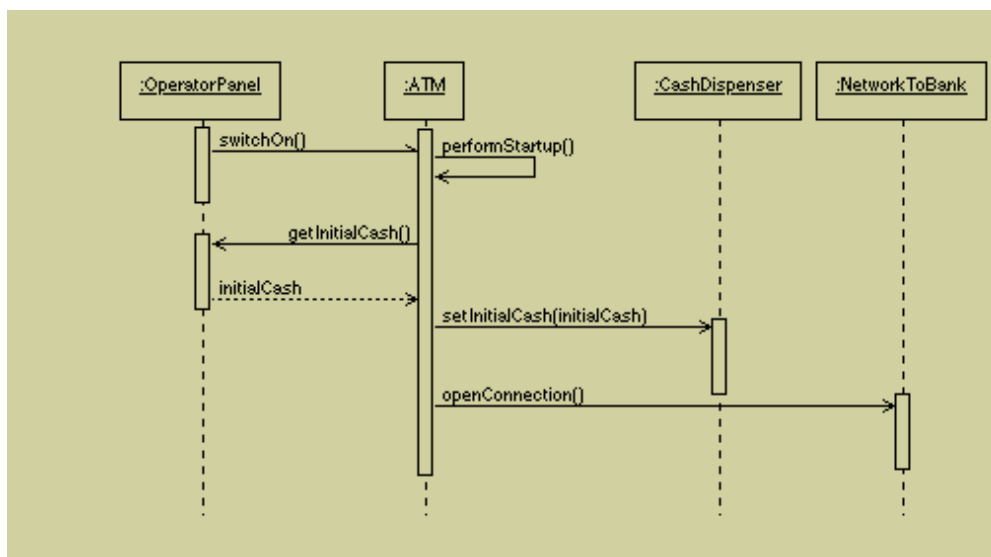 :OperatorPanel
:ATM
:CashDispenser
:NetworkToBank
switchOn()
performStartup()
getInitialCash()
initialCash
setInitialCash(initialCash)
openConnection()